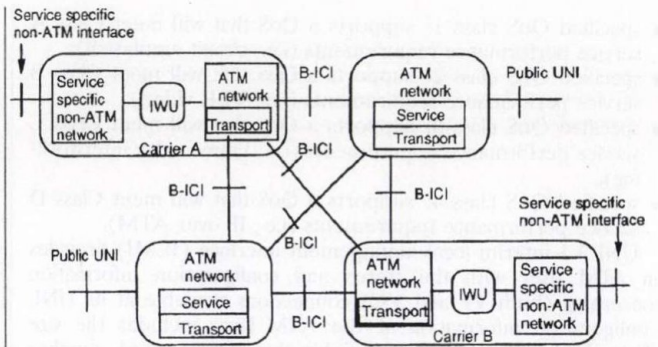 Service specific
non-ATM interface
Service
specific
non-ATM
network
IWU
ATM
network
Transport
Carrier A
B-ICI
ATM
network
Service
Transport
Public UNI
B-ICI
B-ICI
B-ICI
Service specific
non-ATM interface
Public UNI
ATM
network
Service
Transport
B-ICI
B-ICI
ATM
network
Transport
IWU
Service-
specific
non-ATM
network
Carrier B